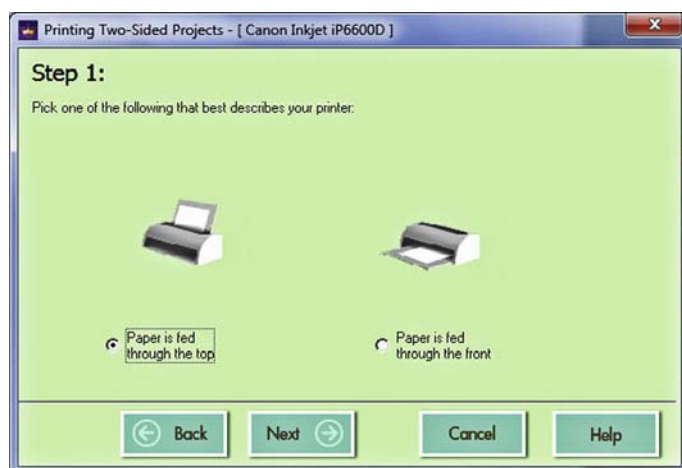 Printing Two-Sided Projects - [ Canon Inkjet iP6600D ]
Step 1:
Pick one of the following that best describes your printer:
Paper is fed
through the top
Paper is fed
through the front
Back
Next
Cancel
Help